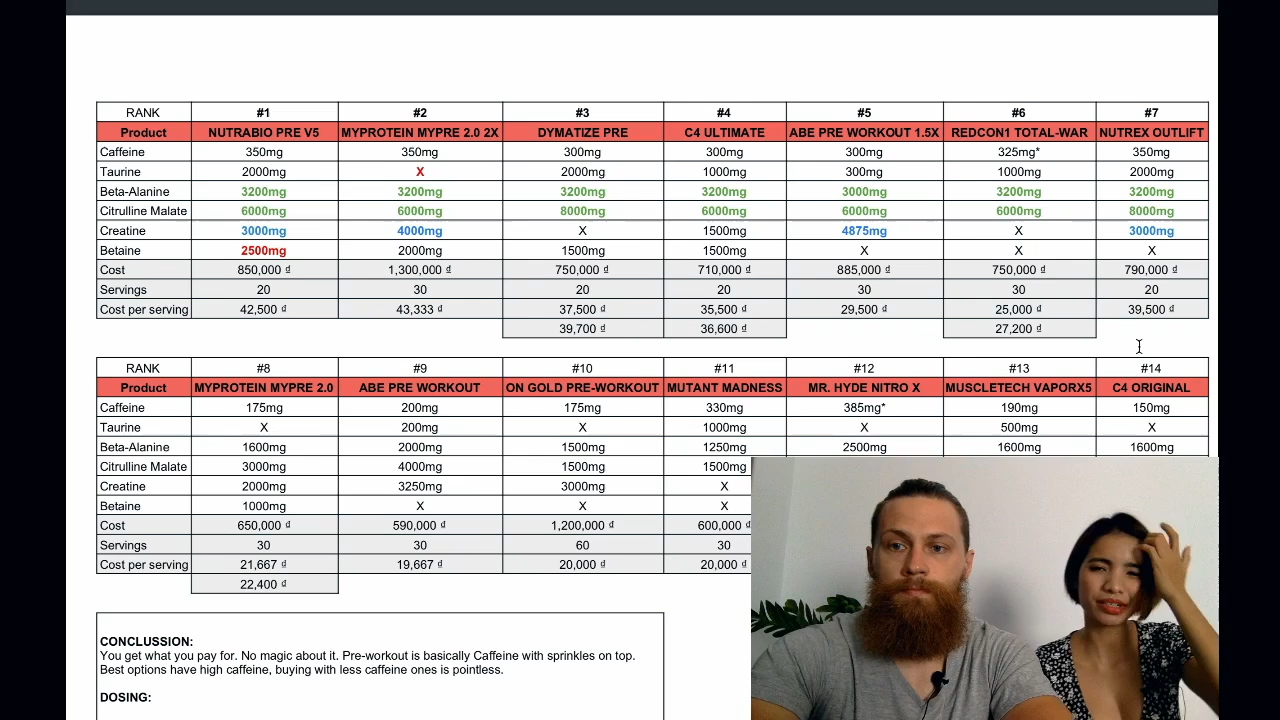 RANK #1 #2 #3 #4 #5 #6 #7
Product NUTRABIO PRE V5 MYPROTEIN MYPRE 2.0 2X DYMATIZE PRE C4 ULTIMATE ABE PRE WORKOUT 1.5X REDCON1 TOTAL-WAR NUTREX OUTLIFT
Caffeine 350mg 350mg 300mg 300mg 300mg 325mg* 350mg
Taurine 2000mg X 2000mg 1000mg 300mg 1000mg 2000mg
Beta-Alanine 3200mg 3200mg 3200mg 3200mg 3000mg 3200mg 3200mg
Citrulline Malate 6000mg 6000mg 8000mg 6000mg 6000mg 6000mg 8000mg
Creatine 3000mg 4000mg X 1500mg 4875mg X 3000mg
Betaine 2500mg 2000mg 1500mg 1500mg X X X
Cost 850,000 ₫ 1,300,000 ₫ 750,000 ₫ 710,000 ₫ 885,000 ₫ 750,000 ₫ 790,000 ₫
Servings 20 30 20 20 30 30 20
Cost per serving 42,500 ₫ 43,333 ₫ 37,500 ₫ 35,500 ₫ 29,500 ₫ 25,000 ₫ 39,500 ₫
39,700 ₫ 36,600 ₫ 27,200 ₫
RANK #8 #9 #10 #11 #12 #13 #14
Product MYPROTEIN MYPRE 2.0 ABE PRE WORKOUT ON GOLD PRE-WORKOUT MUTANT MADNESS MR. HYDE NITRO X MUSCLETECH VAPORX5 C4 ORIGINAL
Caffeine 175mg 200mg 175mg 330mg 385mg* 190mg 150mg
Taurine X 200mg X 1000mg X 500mg X
Beta-Alanine 1600mg 2000mg 1500mg 1250mg 2500mg 1600mg 1600mg
Citrulline Malate 3000mg 4000mg 1500mg 1500mg
Creatine 2000mg 3250mg 3000mg X
Betaine 1000mg X X X
Cost 650,000 ₫ 590,000 ₫ 1,200,000 ₫ 600,000 ₫
Servings 30 30 60 30
Cost per serving 21,667 ₫ 19,667 ₫ 20,000 ₫ 20,000 ₫
22,400 ₫
CONCLUSSION:
You get what you pay for. No magic about it. Pre-workout is basically Caffeine with sprinkles on top.
Best options have high caffeine, buying with less caffeine ones is pointless.
DOSING: